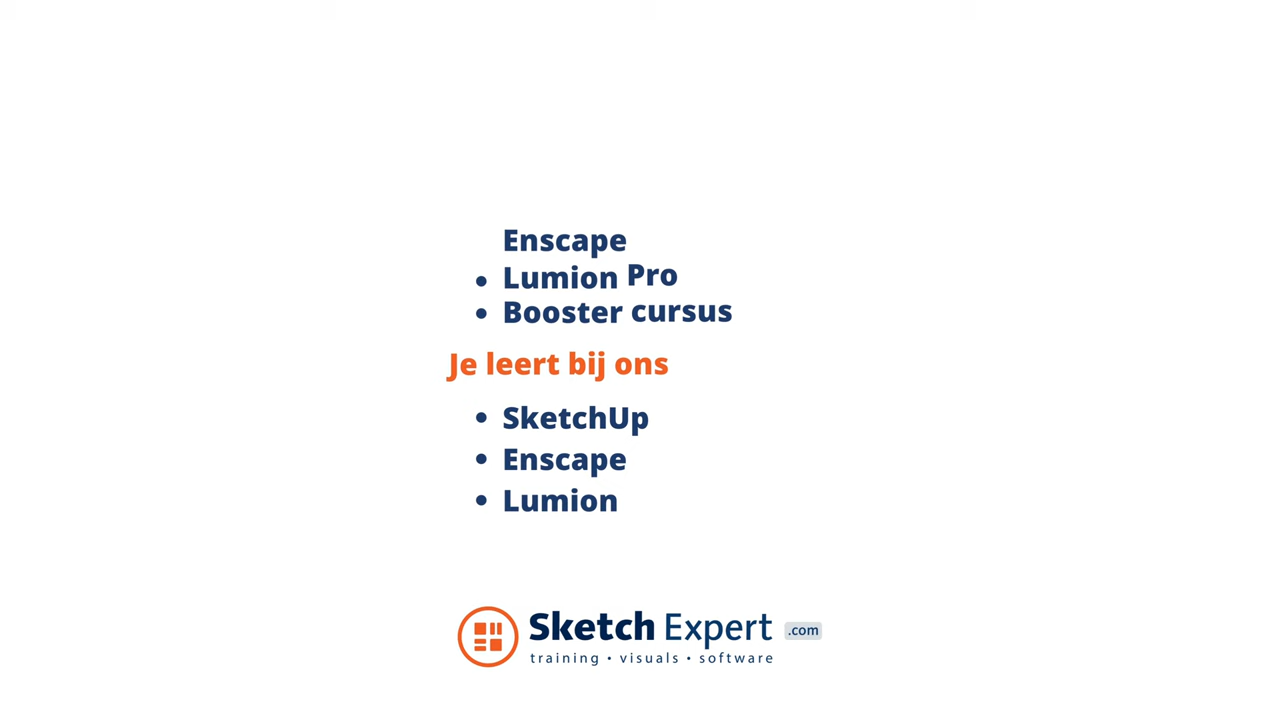 Enscape
• Lumion Pro
• Booster cursus
Je leert bij ons
• SketchUp
• Enscape
• Lumion
Sketch Expert .com
training • visuals • software